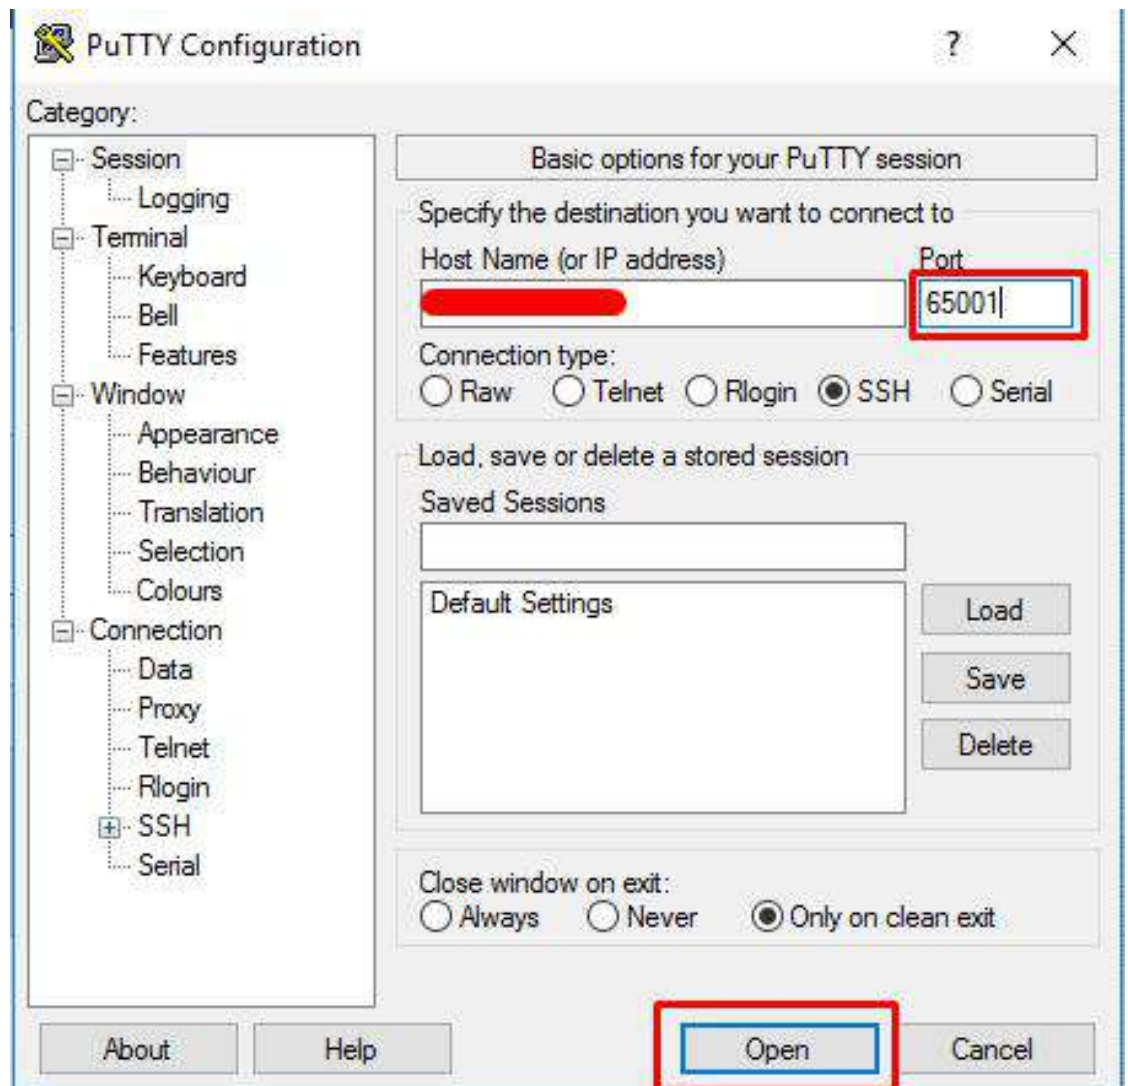 PuTTY Configuration
?
Category:
Session
Logging
Terminal
Keyboard
Bell
Features
Window
Appearance
Behaviour
Translation
Selection
Colours
Connection
Data
Proxy
Telnet
Rlogin
SSH
Serial
Basic options for your PuTTY session
Specify the destination you want to connect to
Host Name (or IP address) Port
65001
Connection type:
Raw Telnet Rlogin SSH Serial
Load, save or delete a stored session
Saved Sessions
Default Settings
Load
Save
Delete
Close window on exit:
Always Never Only on clean exit
About Help Open Cancel